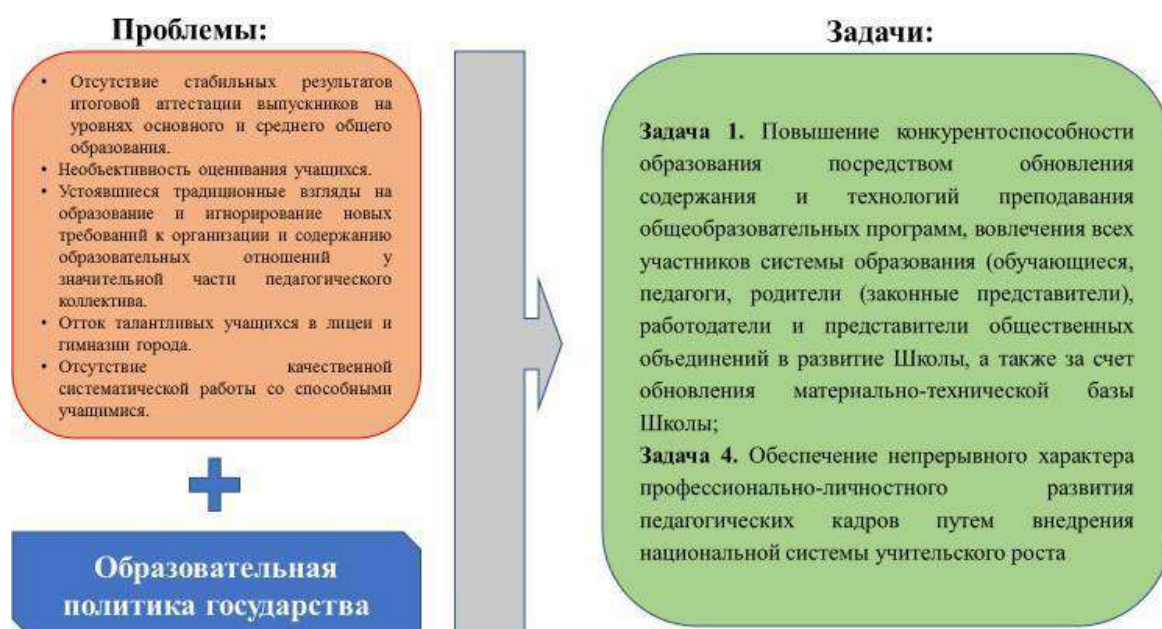 Проблемы:
• Отсутствие стабильных результатов
итоговой аттестации выпускников на
уровнях основного и среднего общего
образования.
• Необъективность оценивания учащихся.
• Устоявшиеся традиционные взгляды на
образование и игнорирование новых
требований к организации и содержанию
образовательных отношений у
значительной части педагогического
коллектива.
• Отток талантливых учащихся в лицеи и
гимназии города.
• Отсутствие качественной
систематической работы со способными
учащимися.
Образовательная
политика государства
Задачи:
Задача 1. Повышение конкурентоспособности
образования посредством обновления
содержания и технологий преподавания
общеобразовательных программ, вовлечения всех
участников системы образования (обучающиеся,
педагоги, родители (законные представители),
работодатели и представители общественных
объединений в развитие Школы, а также за счет
обновления материально-технической базы
Школы;
Задача 4. Обеспечение непрерывного характера
профессионально-личностного развития
педагогических кадров путем внедрения
национальной системы учительского роста